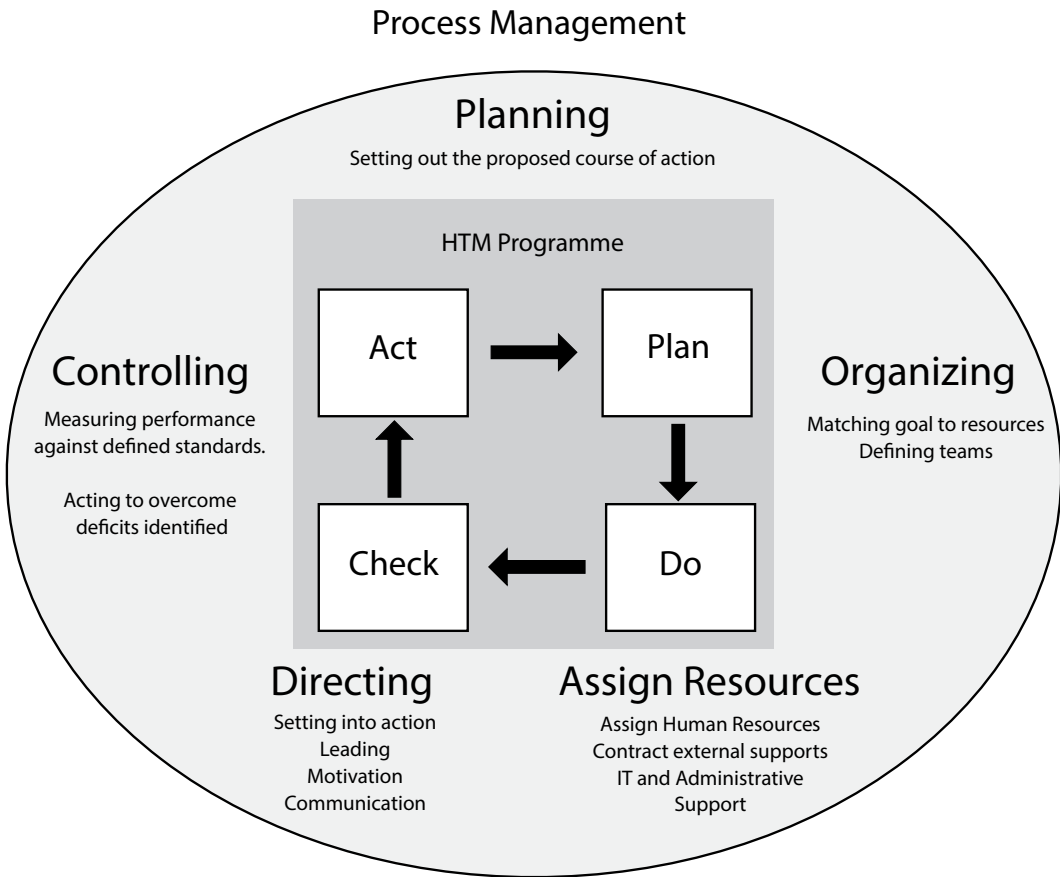 Process Management
Planning
Setting out the proposed course of action
HTM Programme
Act
Plan
Controlling
Measuring performance
against defined standards.
Acting to overcome
deficits identified
Organizing
Matching goal to resources
Defining teams
Check
Do
Directing
Setting into action
Leading
Motivation
Communication
Assign Resources
Assign Human Resources
Contract external supports
IT and Administrative
Support